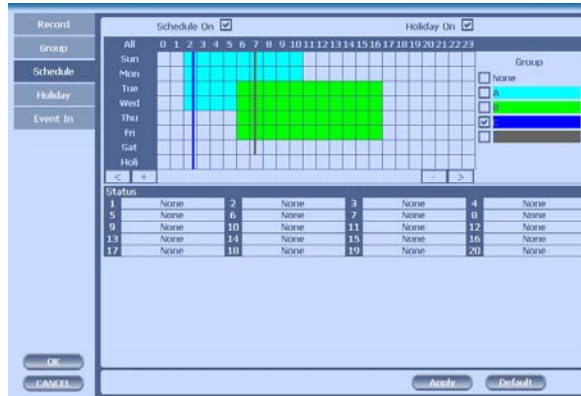 Record
Group
Schedule
Holiday
Event In
OK
CANCEL
Schedule On
Holiday On
All 0 1 2 3 4 5 6 7 8 9 10 11 12 13 14 15 16 17 18 19 20 21 22 23
Sun
Mon
Tue
Wed
Thu
Fri
Sat
Holi
< + - >
Group
None
A
B
C
Status
1 None 2 None 3 None 4 None
5 None 6 None 7 None 8 None
9 None 10 None 11 None 12 None
13 None 14 None 15 None 16 None
17 None 18 None 19 None 20 None
Apply Default